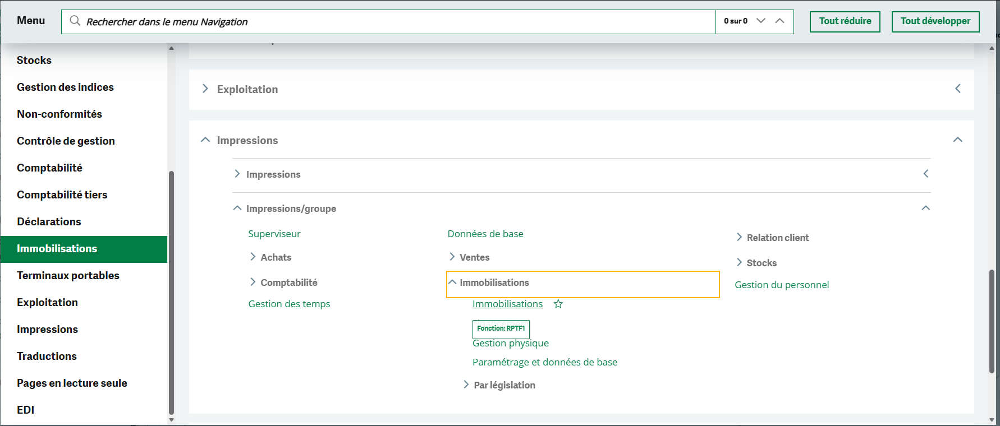 Menu
Rechercher dans le menu Navigation
0 sur 0
Tout réduire
Tout développer
Stocks
Gestion des indices
Non-conformités
Contrôle de gestion
Comptabilité
Comptabilité tiers
Déclarations
Immobilisations
Terminaux portables
Exploitation
Impressions
Traductions
Pages en lecture seule
EDI
Exploitation
Impressions
Impressions
Impressions/groupe
Superviseur
Achats
Comptabilité
Gestion des temps
Données de base
Ventes
Immobilisations
Immobilisations
Fonction: RPTF1
Gestion physique
Paramétrage et données de base
Par législation
Relation client
Stocks
Gestion du personnel